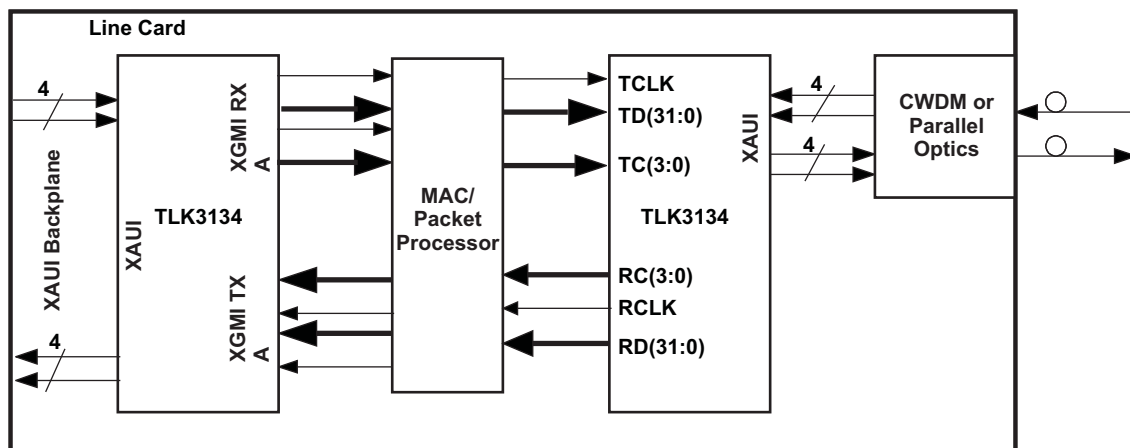 Line Card
4
XAUI Backplane
4
XAUI
TLK3134
XGMI RX
A
XGMI TX
A
MAC/
Packet
Processor
TCLK
TD(31:0)
TC(3:0)
TLK3134
RC(3:0)
RCLK
RD(31:0)
XAUI
4
4
CWDM or
Parallel
Optics